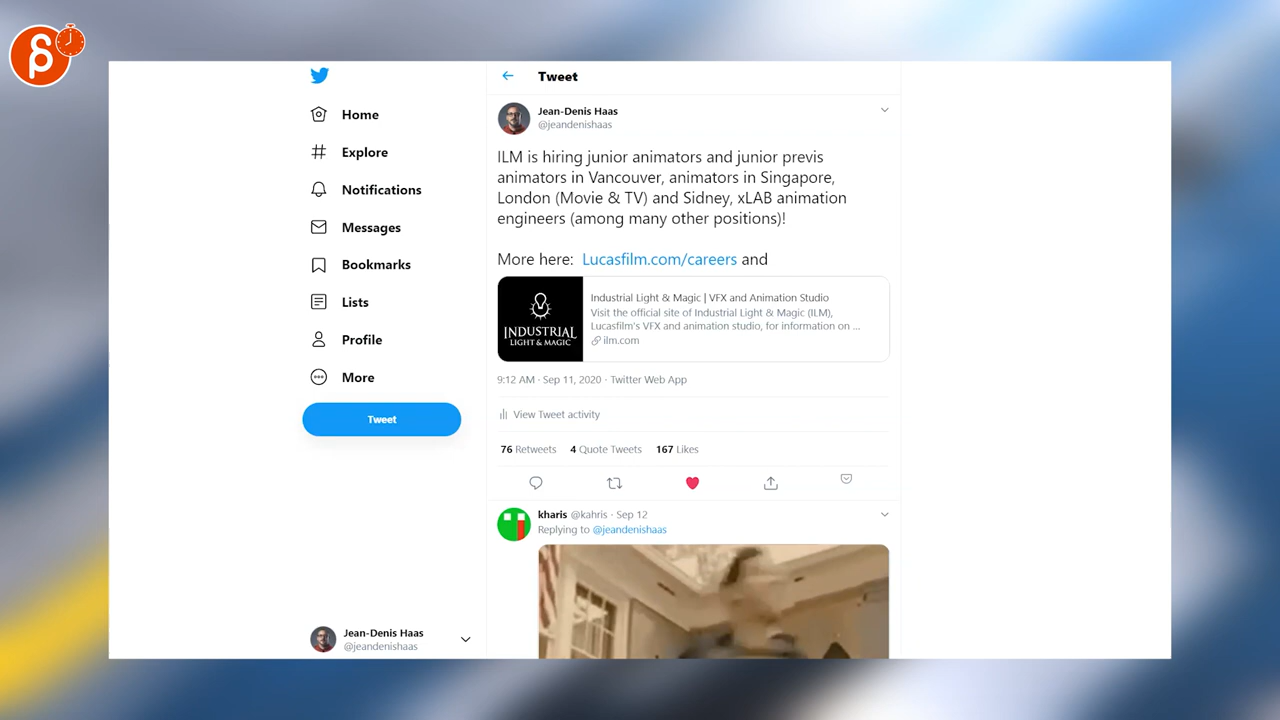 β
Home
Explore
Notifications
Messages
Bookmarks
Lists
Profile
More
Tweet
Jean-Denis Haas
@jeandenishaas
Tweet
Jean-Denis Haas
@jeandenishaas
ILM is hiring junior animators and junior previs
animators in Vancouver, animators in Singapore,
London (Movie & TV) and Sidney, xLAB animation
engineers (among many other positions)!
More here: Lucasfilm.com/careers and
INDUSTRIAL
LIGHT & MAGIC
Industrial Light & Magic | VFX and Animation Studio
Visit the official site of Industrial Light & Magic (ILM),
Lucasfilm's VFX and animation studio, for information on ...
ilm.com
9:12 AM · Sep 11, 2020 · Twitter Web App
View Tweet activity
76 Retweets 4 Quote Tweets 167 Likes
kharis @kahris · Sep 12
Replying to @jeandenishaas